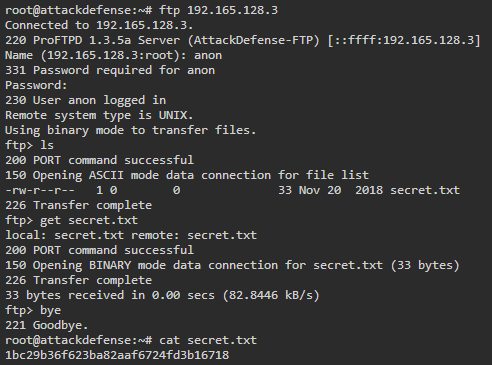 root@attackdefense:~# ftp 192.165.128.3
Connected to 192.165.128.3.
220 ProFTPD 1.3.5a Server (AttackDefense-FTP) [::ffff:192.165.128.3]
Name (192.165.128.3:root): anon
331 Password required for anon
Password:
230 User anon logged in
Remote system type is UNIX.
Using binary mode to transfer files.
ftp> ls
200 PORT command successful
150 Opening ASCII mode data connection for file list
-rw-r--r--   1 0        0              33 Nov 20  2018 secret.txt
226 Transfer complete
ftp> get secret.txt
local: secret.txt remote: secret.txt
200 PORT command successful
150 Opening BINARY mode data connection for secret.txt (33 bytes)
226 Transfer complete
33 bytes received in 0.00 secs (82.8446 kB/s)
ftp> bye
221 Goodbye.
root@attackdefense:~# cat secret.txt
1bc29b36f623ba82aaf6724fd3b16718